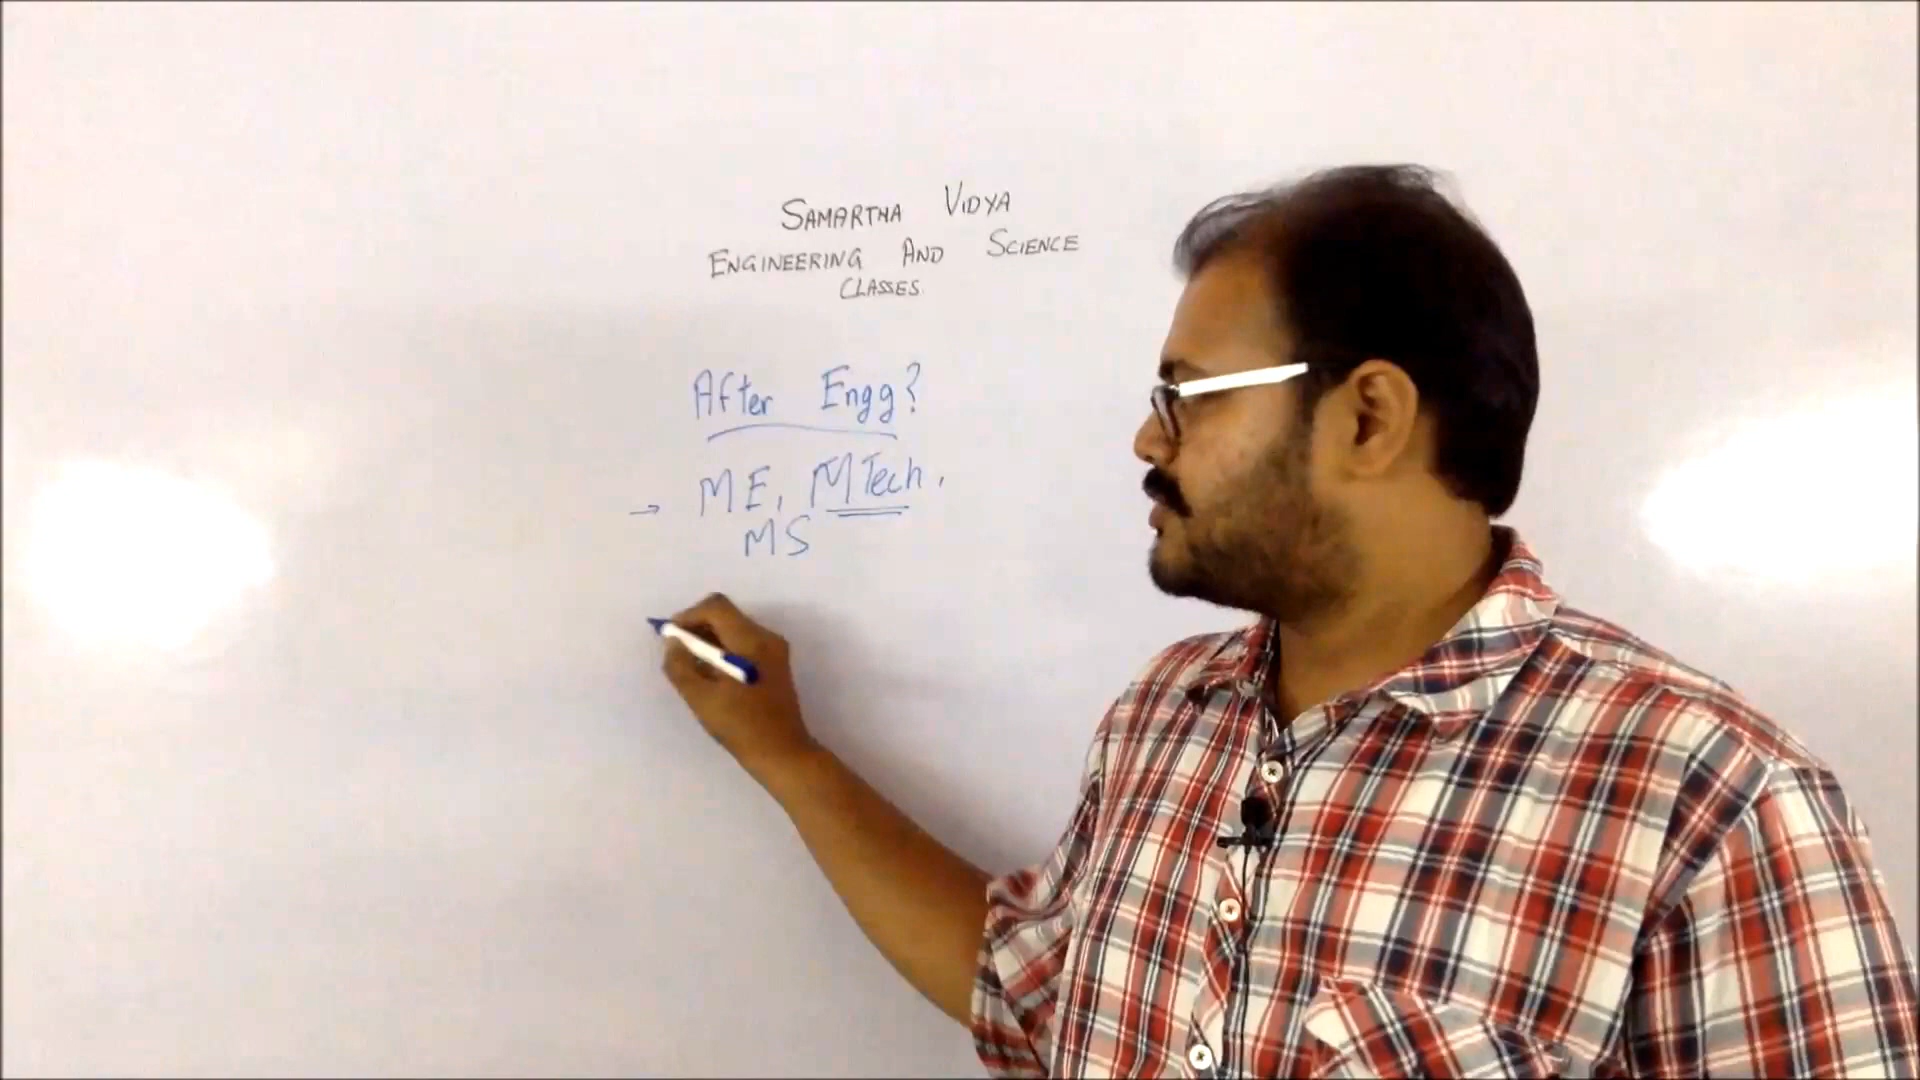 SAMARTHA VIDYA
ENGINEERING AND SCIENCE
CLASSES.
After Engg?
→ ME, MTech.
MS